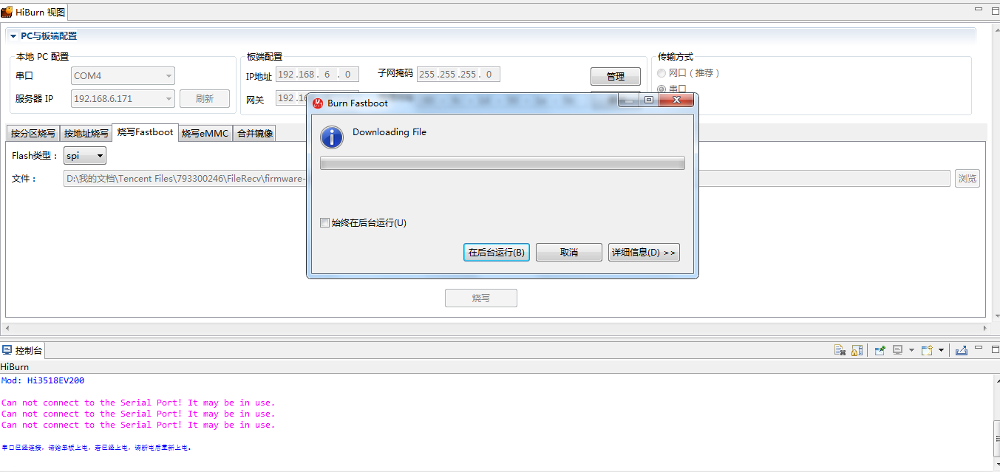 HiBurn 视图
PC与板端配置
本地 PC 配置
串口
COM4
服务器 IP
192.168.6.171
刷新
板端配置
IP地址
192 .168 . 6 . 0
子网掩码
255 .255 .255 . 0
管理
网关
192 .16
传输方式
网口 ( 推荐 )
串口
按分区烧写 按地址烧写 烧写Fastboot 烧写eMMC 合并镜像
Flash类型：
spi
文件：
D:\我的文档\Tencent Files\793300246\FileRecv\firmware-
浏览
Burn Fastboot
Downloading File
始终在后台运行(U)
在后台运行(B) 取消 详细信息(D) >>
烧写
控制台
HiBurn
Mod: Hi3518EV200
Can not connect to the Serial Port! It may be in use.
Can not connect to the Serial Port! It may be in use.
Can not connect to the Serial Port! It may be in use.
串口已经连接，请给单板上电，若已经上电，请断电后重新上电。